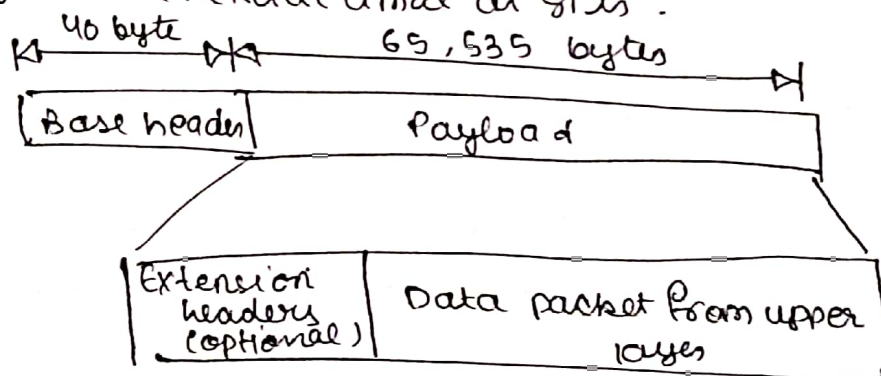 40 byte 65,535 bytes
Base header Payload
Extension
headers Data packet from upper
(optional) layer